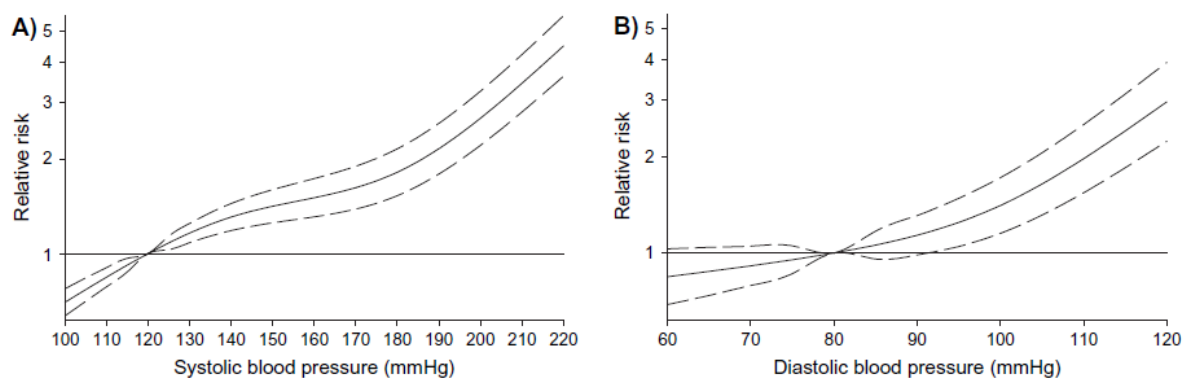 A)
Relative risk
5
4
3
2
1
100 110 120 130 140 150 160 170 180 190 200 210 220
Systolic blood pressure (mmHg)
B)
Relative risk
5
4
3
2
1
60 70 80 90 100 120
Diastolic blood pressure (mmHg)